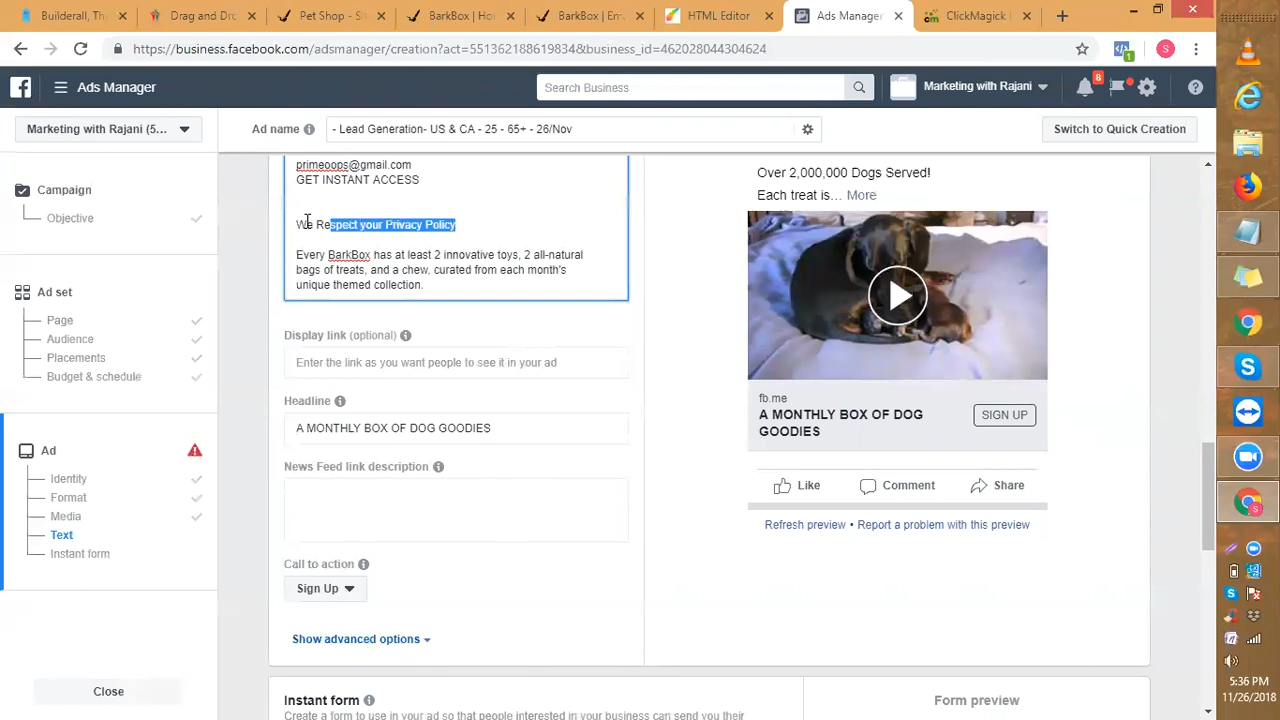 Builderall, Th
Drag and Dro
Pet Shop - Sl
BarkBox | Ho
BarkBox | Em
HTML Editor
Ads Manager
ClickMagick |
https://business.facebook.com/adsmanager/creation?act=551362188619834&business_id=462028044304624
Ads Manager
Search Business
Marketing with Rajani
8
Marketing with Rajani (5...
Ad name
- Lead Generation- US & CA - 25 - 65+ - 26/Nov
Switch to Quick Creation
Campaign
Objective
Ad set
Page
Audience
Placements
Budget & schedule
Ad
Identity
Format
Media
Text
Instant form
Close
primeoops@gmail.com
GET INSTANT ACCESS
We Respect your Privacy Policy
Every BarkBox has at least 2 innovative toys, 2 all-natural
bags of treats, and a chew, curated from each month's
unique themed collection.
Display link (optional)
Enter the link as you want people to see it in your ad
Headline
A MONTHLY BOX OF DOG GOODIES
News Feed link description
Call to action
Sign Up
Show advanced options
Instant form
Create a form to use in your ad so that people interested in your business can send you their
Over 2,000,000 Dogs Served!
Each treat is... More
fb.me
A MONTHLY BOX OF DOG
GOODIES
SIGN UP
Like
Comment
Share
Refresh preview • Report a problem with this preview
Form preview
5:36 PM
11/26/2018